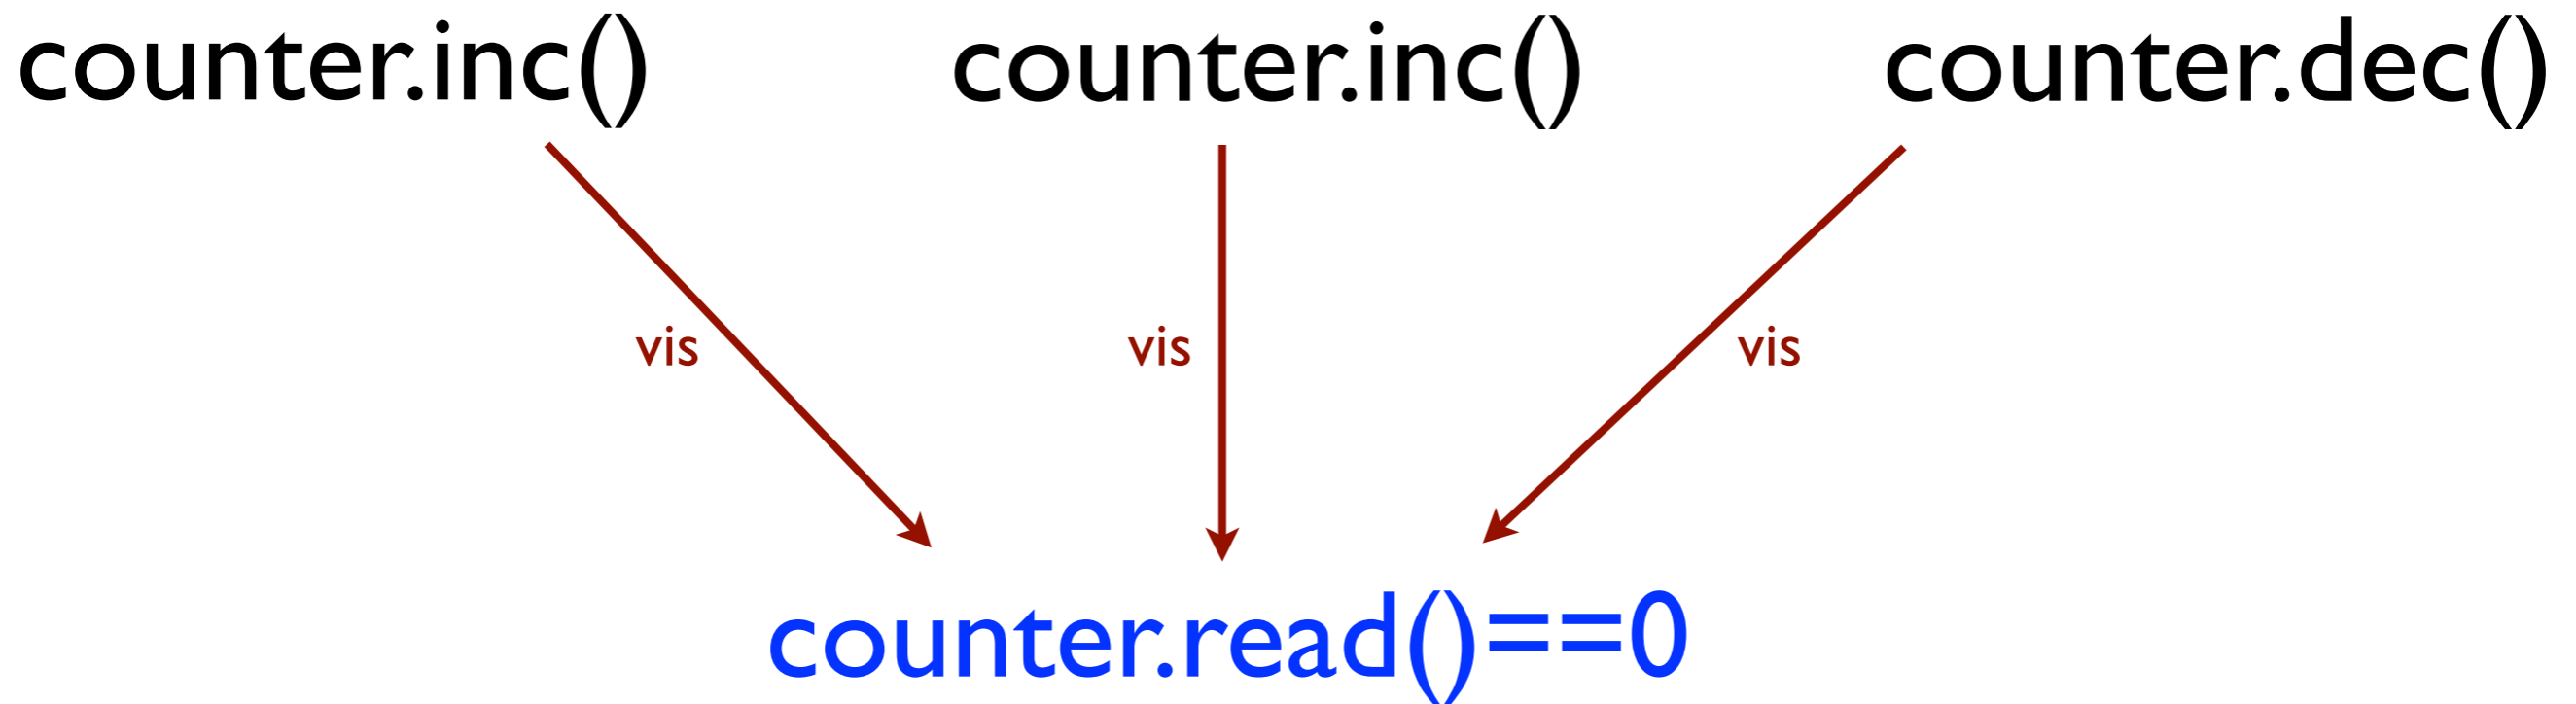 counter.inc() counter.inc() counter.dec()
vis vis vis
counter.read()==0